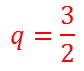 q = 3/2